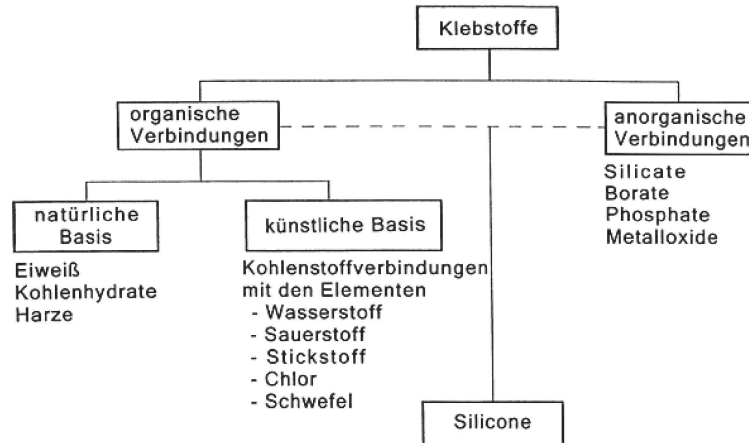 Klebstoffe
organische
Verbindungen
anorganische
Verbindungen
natürliche
Basis
künstliche Basis
Silicate
Borate
Phosphate
Metalloxide
Eiweiß
Kohlenhydrate
Harze
Kohlenstoffverbindungen
mit den Elementen
- Wasserstoff
- Sauerstoff
- Stickstoff
- Chlor
- Schwefel
Silicone